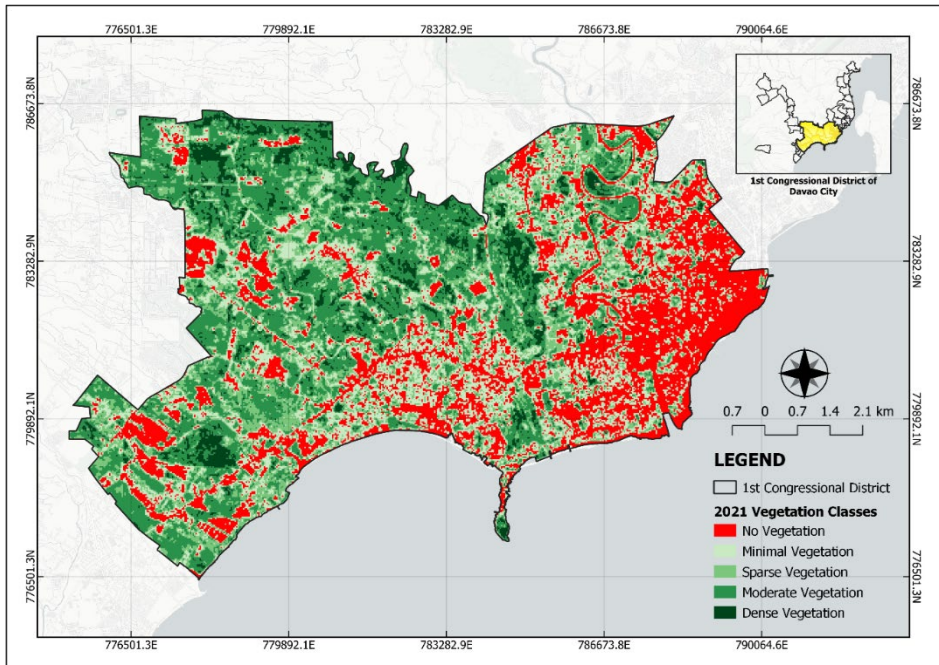 776501.3E 779892.1E 783282.9E 786673.8E 790064.6E
786673.8N 786673.8N
1st Congressional District of
Davao City
783282.9N 783282.9N
779892.1N 779892.1N
0.7 0 0.7 1.4 2.1 km
LEGEND
1st Congressional District
2021 Vegetation Classes
No Vegetation
Minimal Vegetation
Sparse Vegetation
Moderate Vegetation
Dense Vegetation
776501.3N 776501.3N
776501.3E 779892.1E 783282.9E 786673.8E 790064.6E